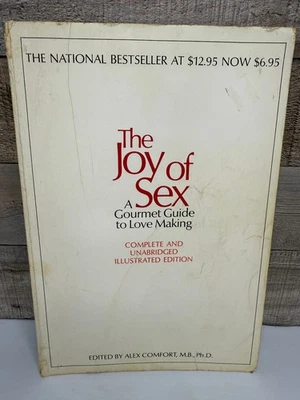 THE NATIONAL BESTSELLER AT $12.95 NOW $6.95
The
Joy of
Sex
A
Gourmet Guide
to Love Making
COMPLETE AND
UNABRIDGED
ILLUSTRATED EDITION
EDITED BY ALEX COMFORT, M.B., Ph.D.